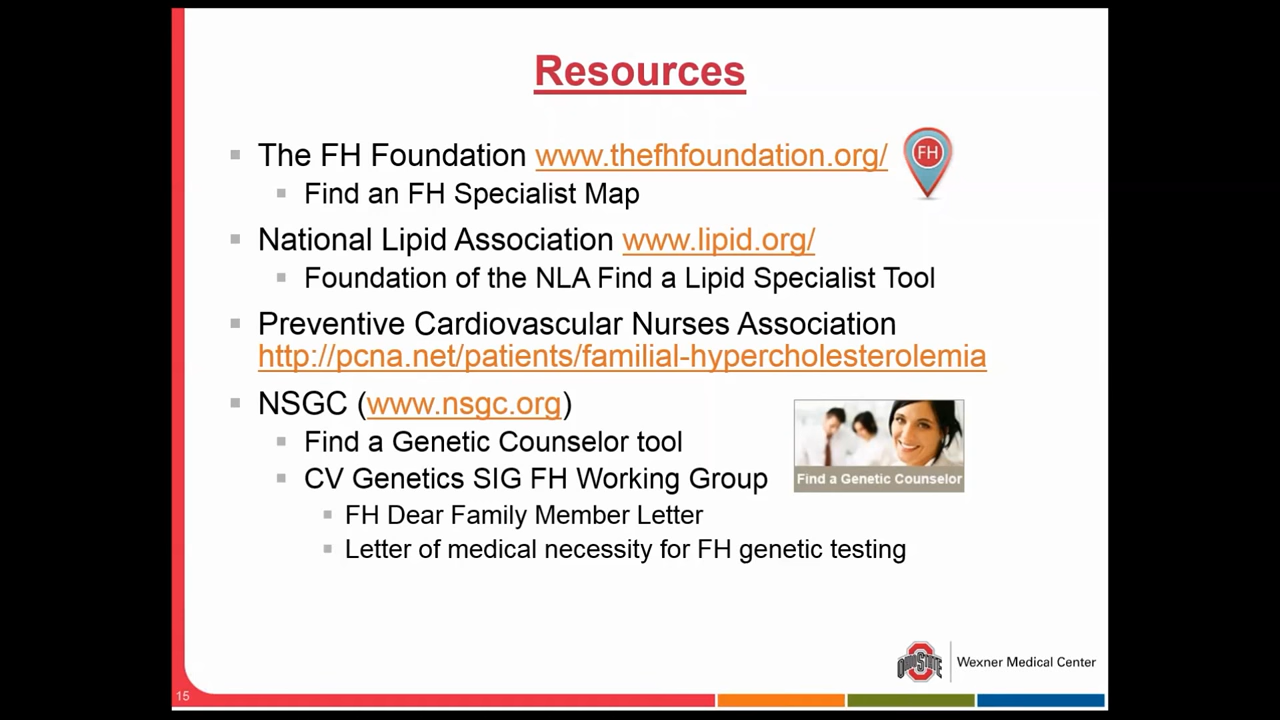 Resources
The FH Foundation www.thefhfoundation.org/
FH
Find an FH Specialist Map
National Lipid Association www.lipid.org/
Foundation of the NLA Find a Lipid Specialist Tool
Preventive Cardiovascular Nurses Association
http://pcna.net/patients/familial-hypercholesterolemia
NSGC (www.nsgc.org)
Find a Genetic Counselor tool
CV Genetics SIG FH Working Group
Find a Genetic Counselor
FH Dear Family Member Letter
Letter of medical necessity for FH genetic testing
OHIO STATE
Wexner Medical Center
15